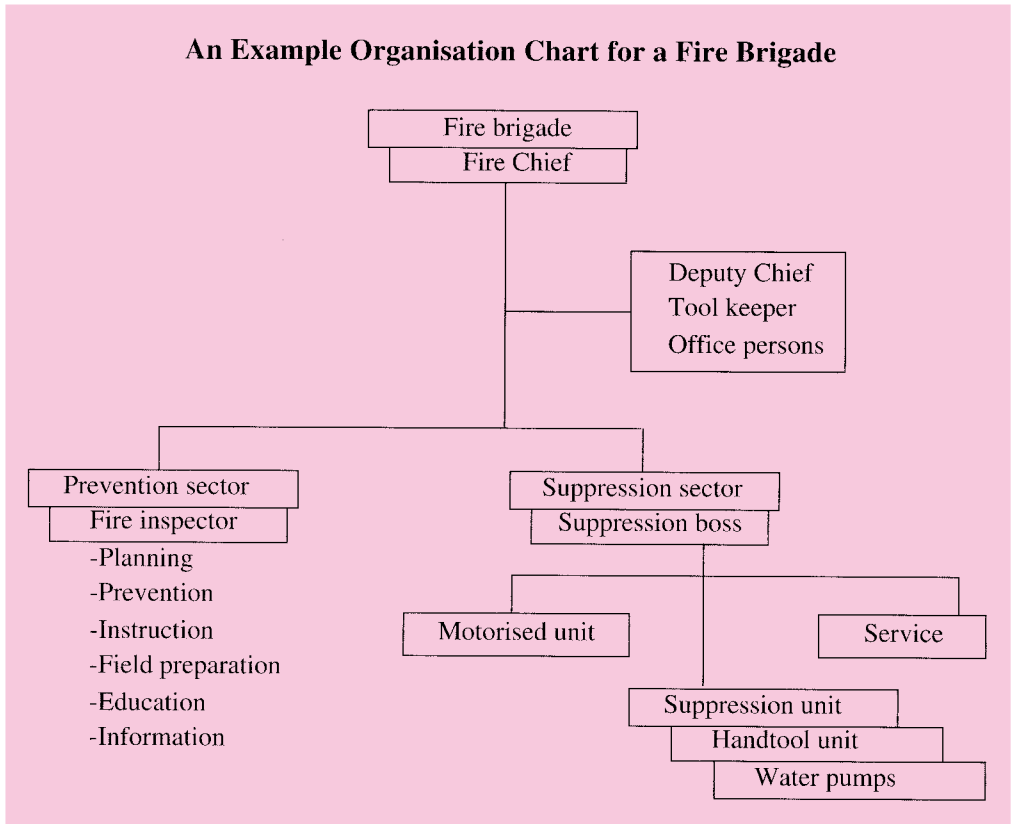 An Example Organisation Chart for a Fire Brigade
Fire brigade
Fire Chief
Deputy Chief
Tool keeper
Office persons
Prevention sector
Fire inspector
-Planning
-Prevention
-Instruction
-Field preparation
-Education
-Information
Suppression sector
Suppression boss
Motorised unit
Service
Suppression unit
Handtool unit
Water pumps